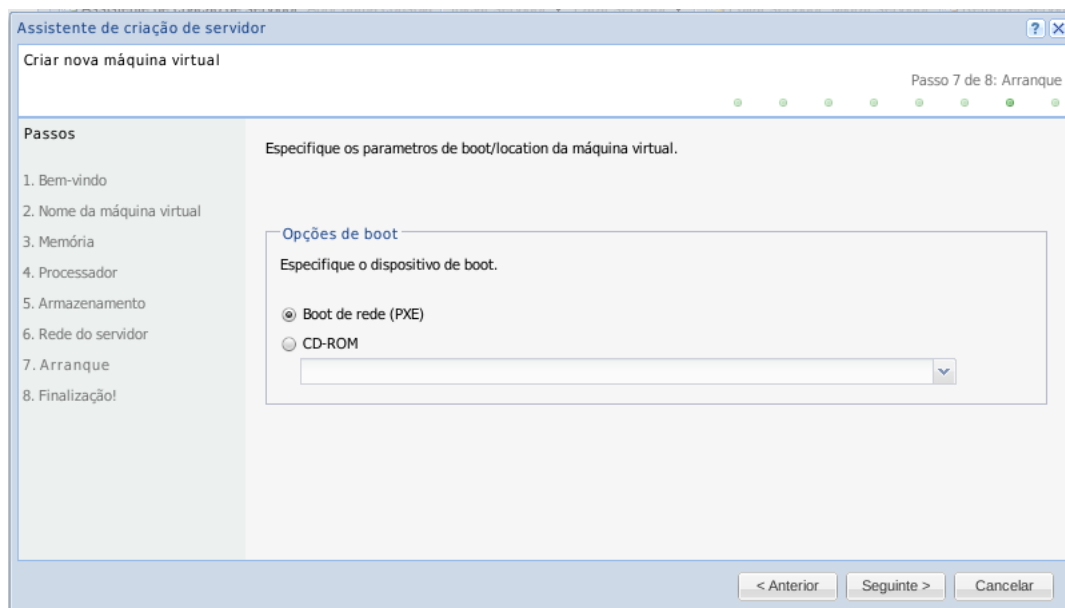 Assistente de criação de servidor
Criar nova máquina virtual
Passo 7 de 8: Arranque
Passos
1. Bem-vindo
2. Nome da máquina virtual
3. Memória
4. Processador
5. Armazenamento
6. Rede do servidor
7. Arranque
8. Finalização!
Especifique os parametros de boot/location da máquina virtual.
Opções de boot
Especifique o dispositivo de boot.
Boot de rede (PXE)
CD-ROM
< Anterior
Seguinte >
Cancelar